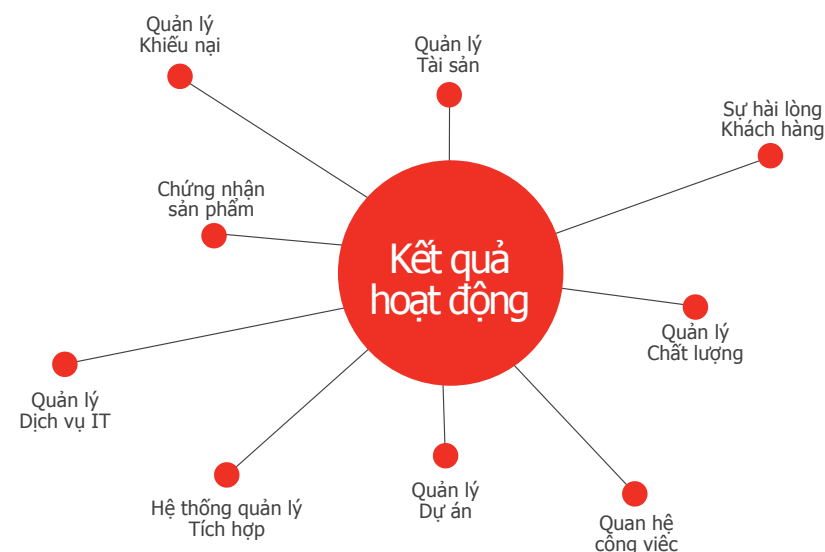 Quản lý
Khiếu nại
Quản lý
Tài sản
Sự hài lòng
Khách hàng
Chứng nhận
sản phẩm
Kết quả
hoạt động
Quản lý
Chất lượng
Quản lý
Dịch vụ IT
Hệ thống quản lý
Tích hợp
Quản lý
Dự án
Quan hệ
công việc